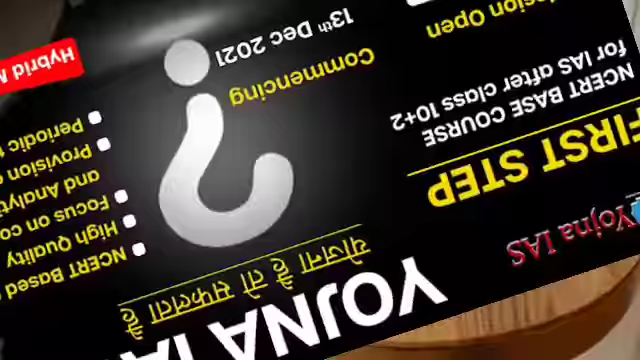 YOJNA IA
योजना है तो सफलता है
Yojna IAS
FIRST STEP
NCERT BASE COURSE
for IAS after class 10+2
Commencing
13th Dec 2021
Open
?
NCERT Based
High Quality
Focus on
and
Provision
Periodic
Hybrid